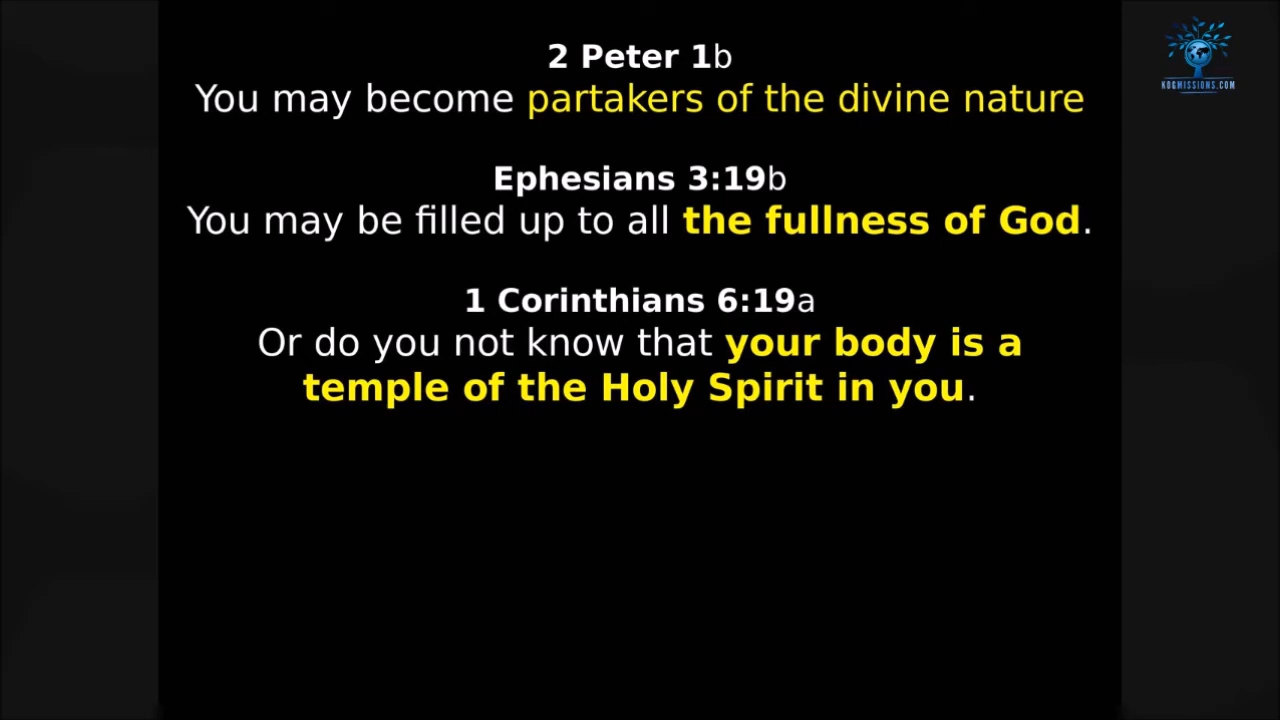 2 Peter 1b
You may become partakers of the divine nature
Ephesians 3:19b
You may be filled up to all the fullness of God.
1 Corinthians 6:19a
Or do you not know that your body is a
temple of the Holy Spirit in you.
KOGMISSIONS.COM